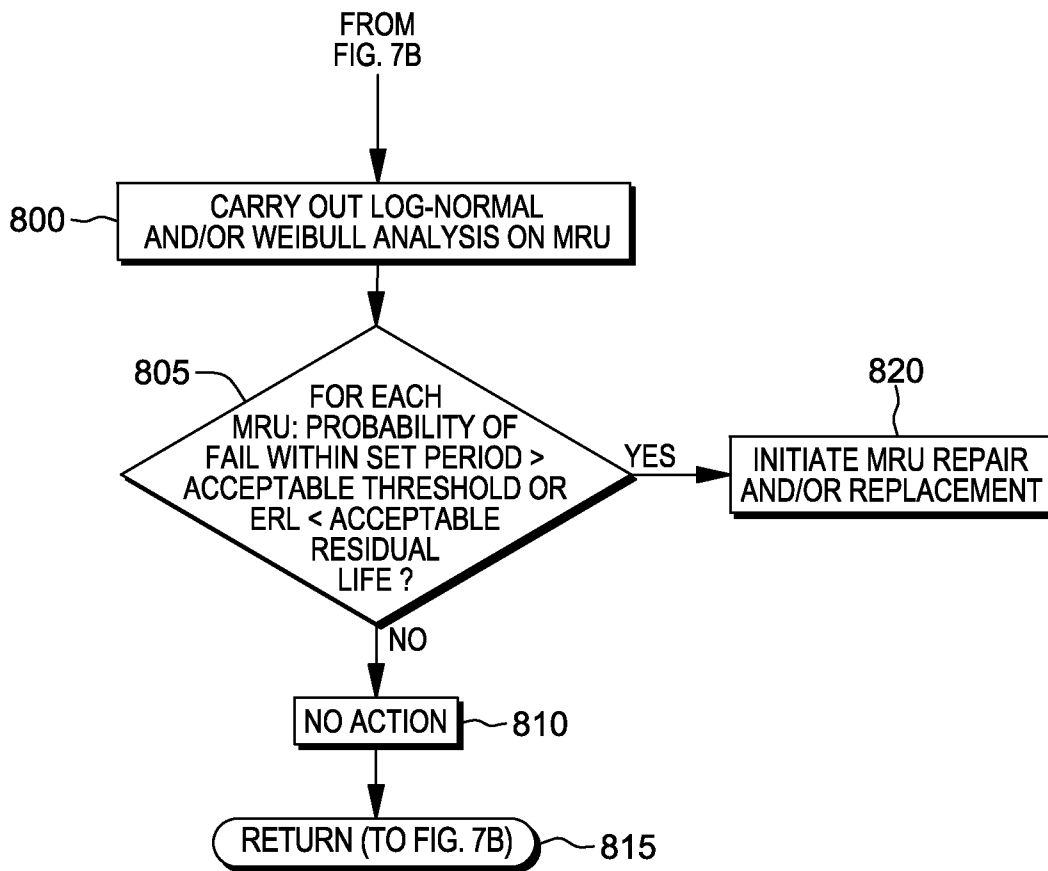 FROM
FIG. 7B
800
CARRY OUT LOG-NORMAL
AND/OR WEIBULL ANALYSIS ON MRU
805
FOR EACH
MRU: PROBABILITY OF
FAIL WITHIN SET PERIOD >
ACCEPTABLE THRESHOLD OR
ERL < ACCEPTABLE
RESIDUAL
LIFE ?
YES
820
INITIATE MRU REPAIR
AND/OR REPLACEMENT
NO
NO ACTION
810
RETURN (TO FIG. 7B)
815